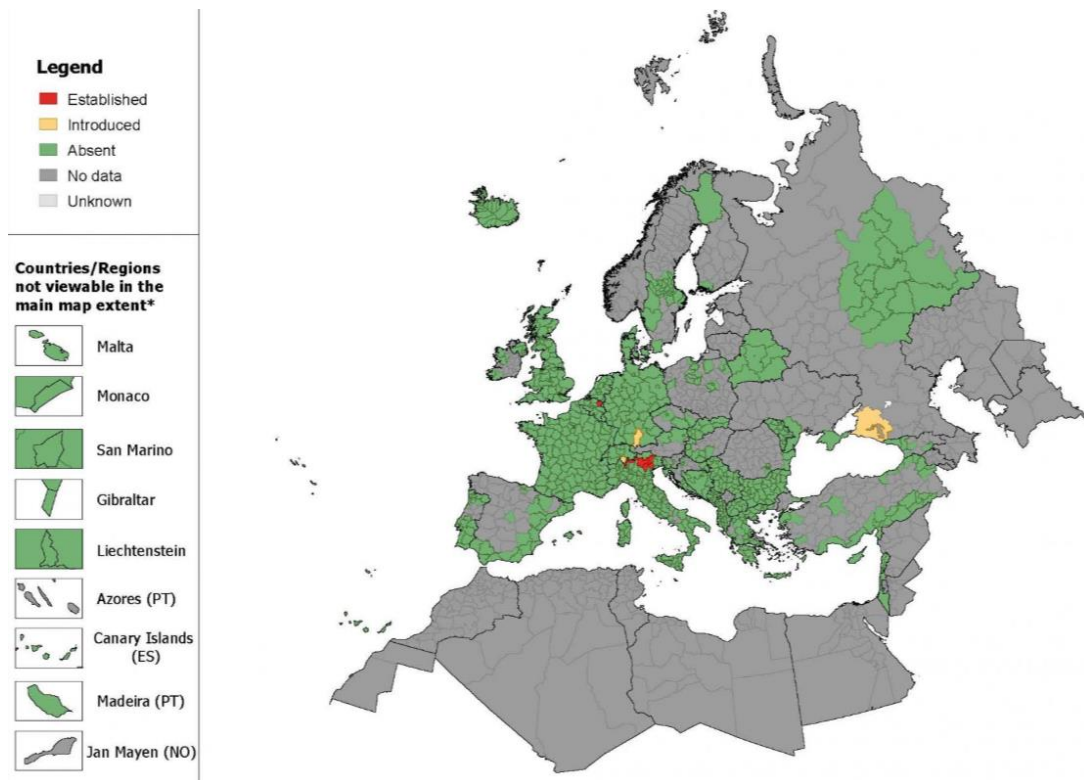 Legend
Established
Introduced
Absent
No data
Unknown
Countries/Regions
not viewable in the
main map extent*
Malta
Monaco
San Marino
Gibraltar
Liechtenstein
Azores (PT)
Canary Islands
(ES)
Madeira (PT)
Jan Mayen (NO)